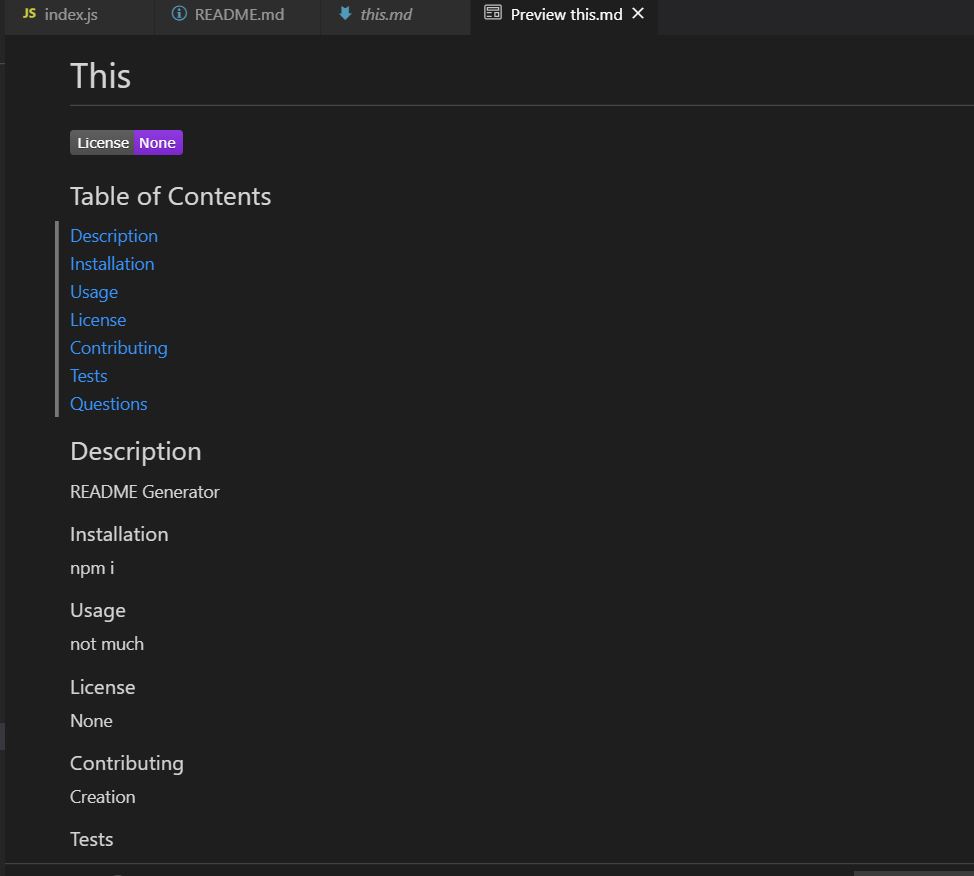 JS index.js README.md this.md Preview this.md
This
License None
Table of Contents
Description
Installation
Usage
License
Contributing
Tests
Questions
Description
README Generator
Installation
npm i
Usage
not much
License
None
Contributing
Creation
Tests